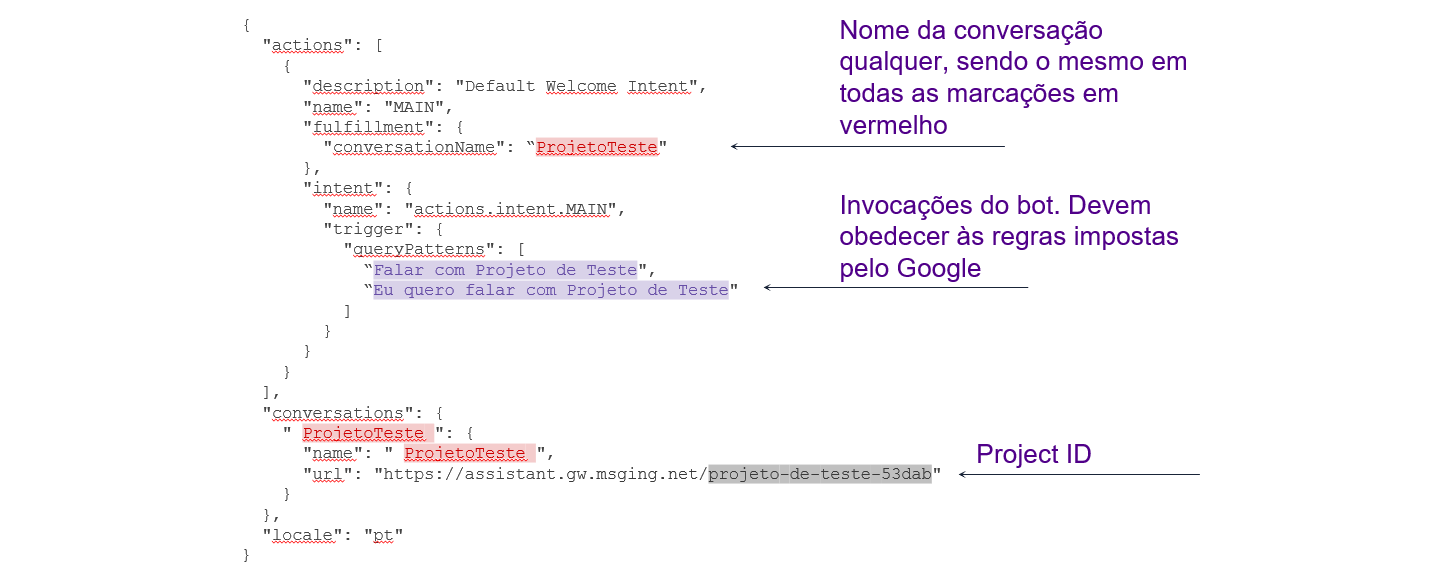 {
"actions": [
{
"description": "Default Welcome Intent",
"name": "MAIN",
"fulfillment": {
"conversationName": “ProjetoTeste"
},
"intent": {
"name": "actions.intent.MAIN",
"trigger": {
"queryPatterns": [
“Falar com Projeto de Teste",
“Eu quero falar com Projeto de Teste"
]
}
}
}
],
"conversations": {
" ProjetoTeste ": {
"name": " ProjetoTeste ",
"url": "https://assistant.gw.msging.net/projeto-de-teste-53dab"
}
},
"locale": "pt"
}
Nome da conversação
qualquer, sendo o mesmo em
todas as marcações em
vermelho
Invocações do bot. Devem
obedecer às regras impostas
pelo Google
Project ID